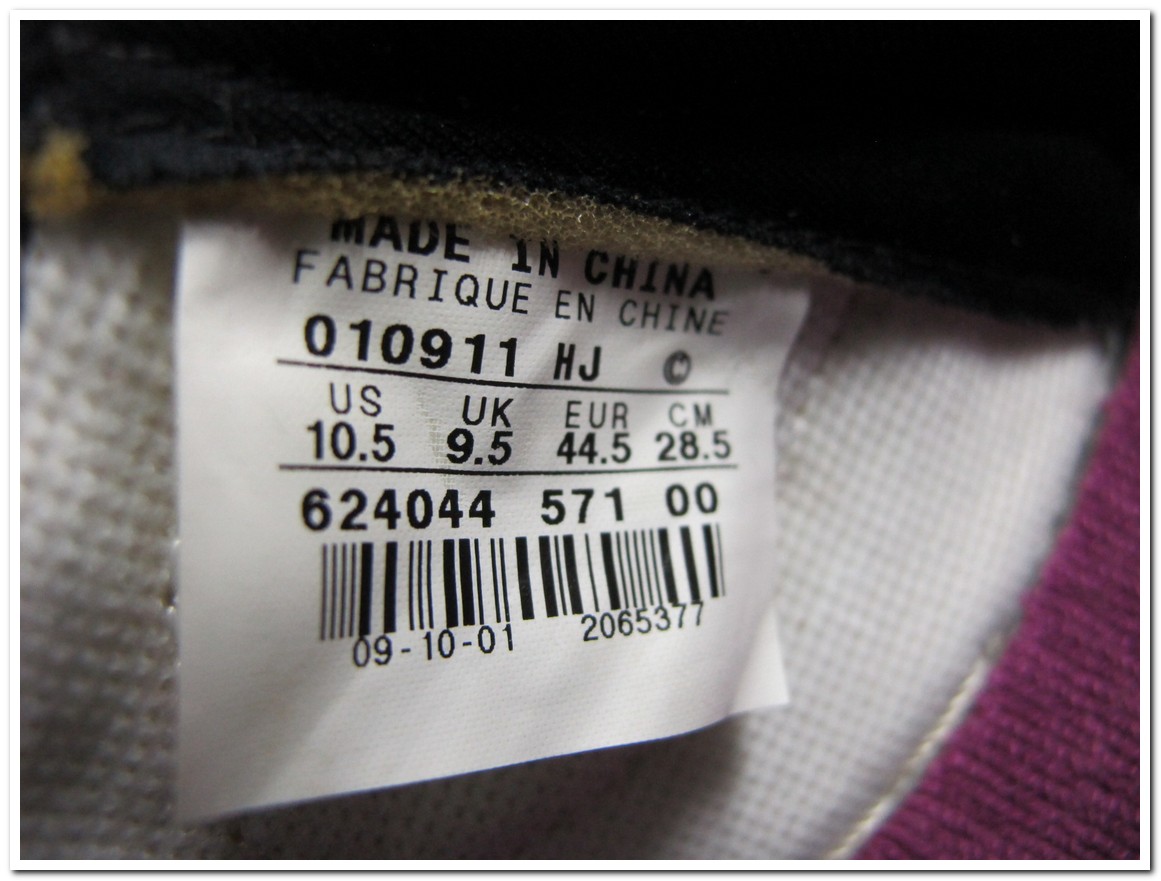 MADE IN CHINA
FABRIQUE EN CHINE
010911 HJ ©
US UK EUR CM
10.5 9.5 44.5 28.5
624044 571 00
09-10-01 2065377